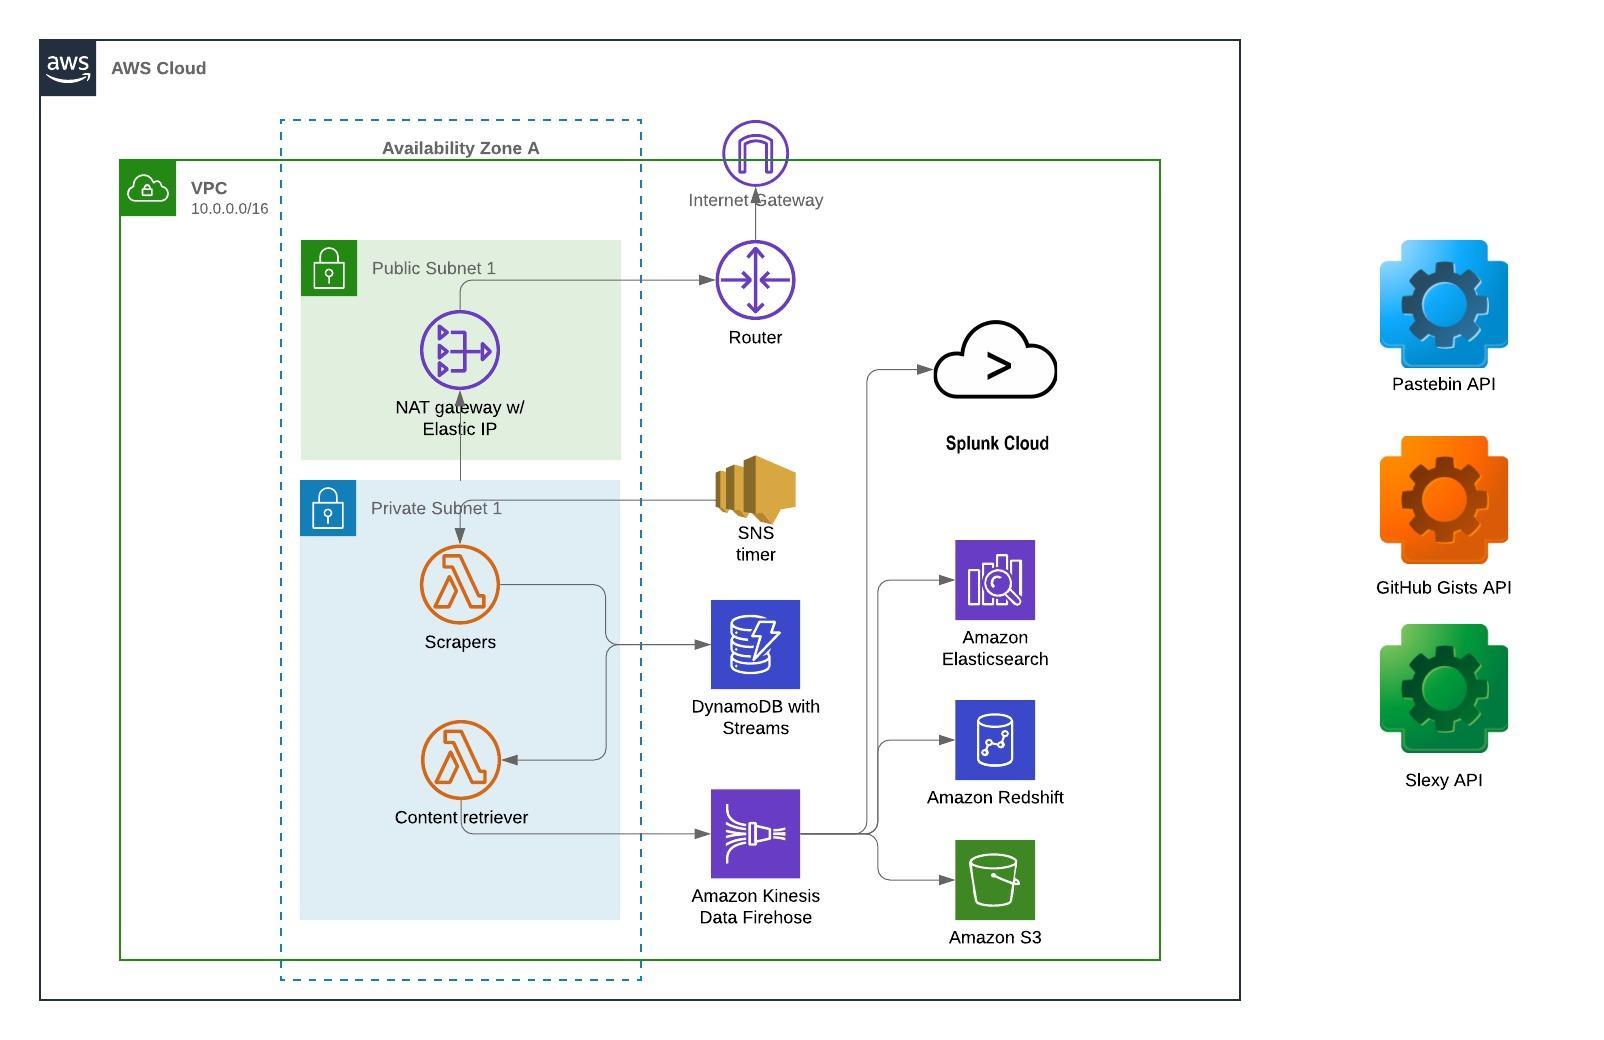 aws
AWS Cloud
Availability Zone A
VPC
10.0.0.0/16
Internet Gateway
Public Subnet 1
Router
NAT gateway w/
Elastic IP
Pastebin API
Splunk Cloud
Private Subnet 1
SNS
timer
GitHub Gists API
Scrapers
Amazon
Elasticsearch
DynamoDB with
Streams
Slexy API
Amazon Redshift
Content retriever
Amazon Kinesis
Data Firehose
Amazon S3